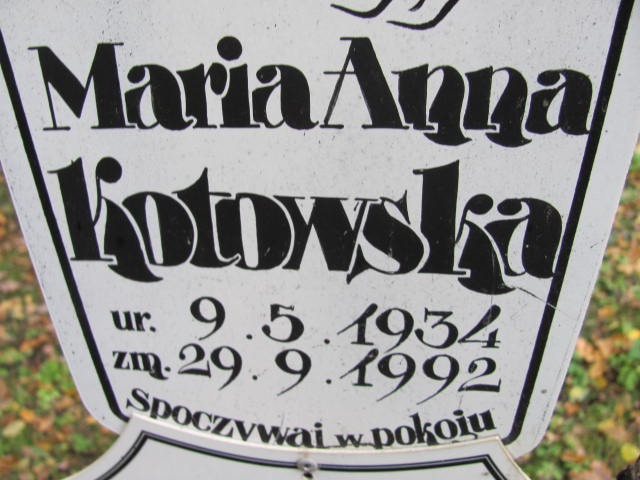 Maria Anna
Kotowska
ur. 9.5.1934
zm. 29.9.1992
Spoczywaj w pokoju